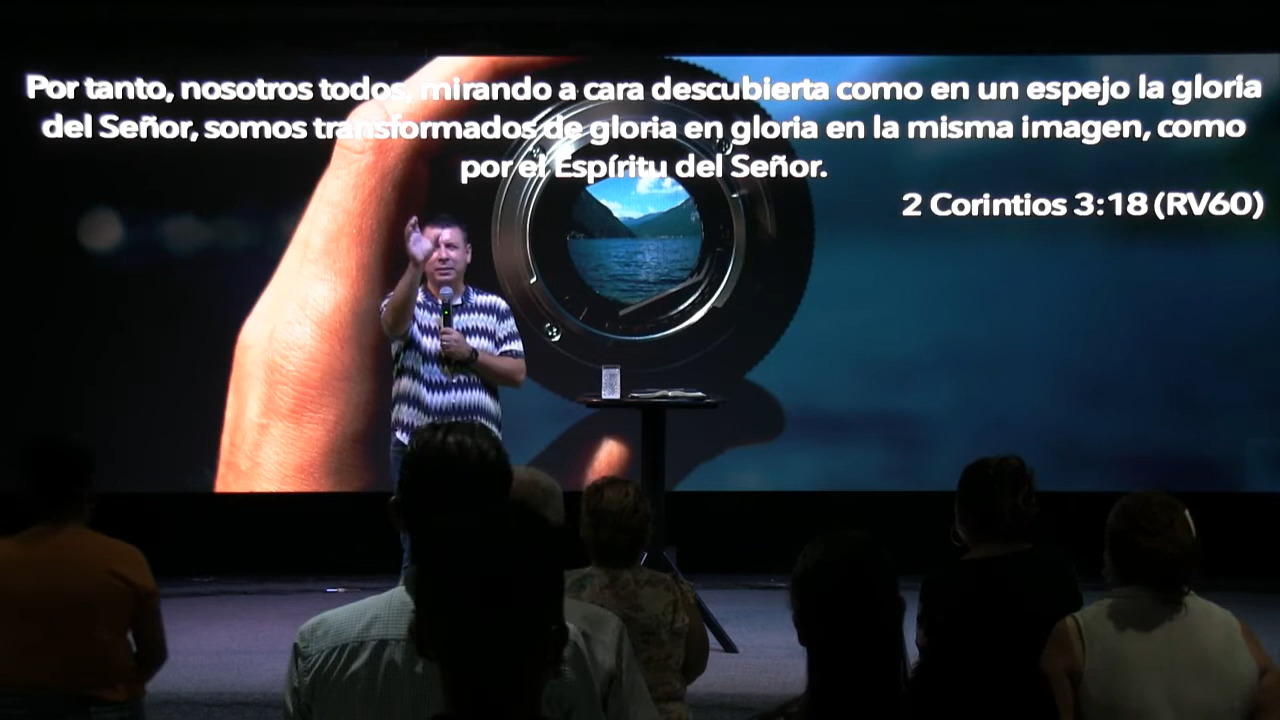 Por tanto, nosotros todos, mirando a cara descubierta como en un espejo la gloria
del Señor, somos transformados de gloria en gloria en la misma imagen, como
por el Espíritu del Señor.
2 Corintios 3:18 (RV60)